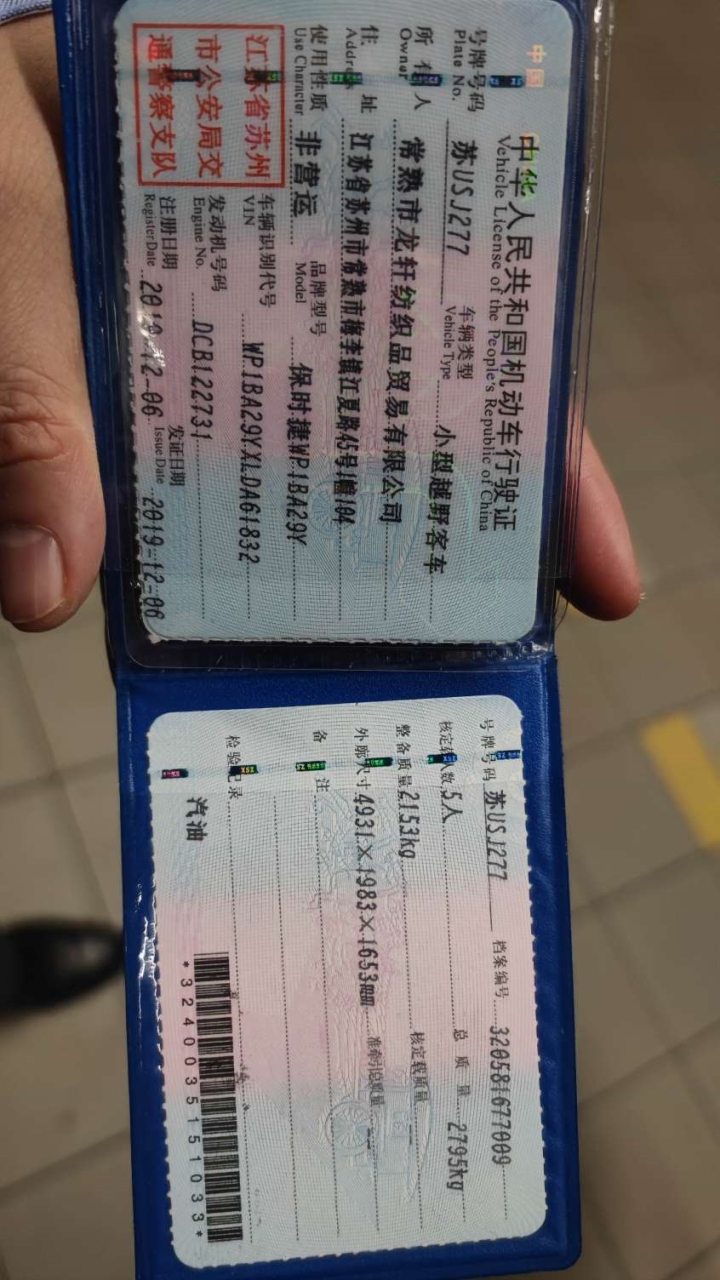 中华人民共和国机动车行驶证
Vehicle License of the People's Republic of China
号牌号码 苏USJ277 车辆类型 小型越野客车
Plate No. Vehicle Type
所有人 常熟市龙轩纺织品贸易有限公司
Owner
住址 江苏省苏州市常熟市梅李镇江夏路45号1幢104
Address
使用性质 非营运 品牌型号 保时捷WP1BA29Y
Use Character Model
江苏省苏州
市公安局交
通警察支队
车辆识别代号 WP1BA29YXLDA61832
VIN
发动机号码 DCB122731
Engine No.
注册日期 2019-12-06 发证日期 2019-12-06
Register Date Issue Date
号牌号码 苏USJ277 档案编号 320581677009
核定载人数 5人 总质量 2795kg
整备质量 2153kg 核定载质量
外廓尺寸 4931×1983×1653mm 准牵引总质量
备注
检验记录
汽油
*3240035151033*